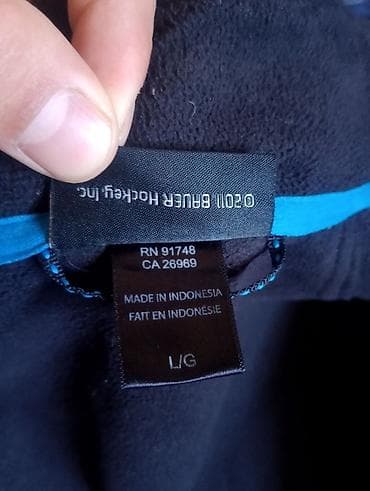 ©2011, BAUER Hockey, Inc.
RN 91748
CA 26969
MADE IN INDONESIA
FAIT EN INDONÉSIE
L/G